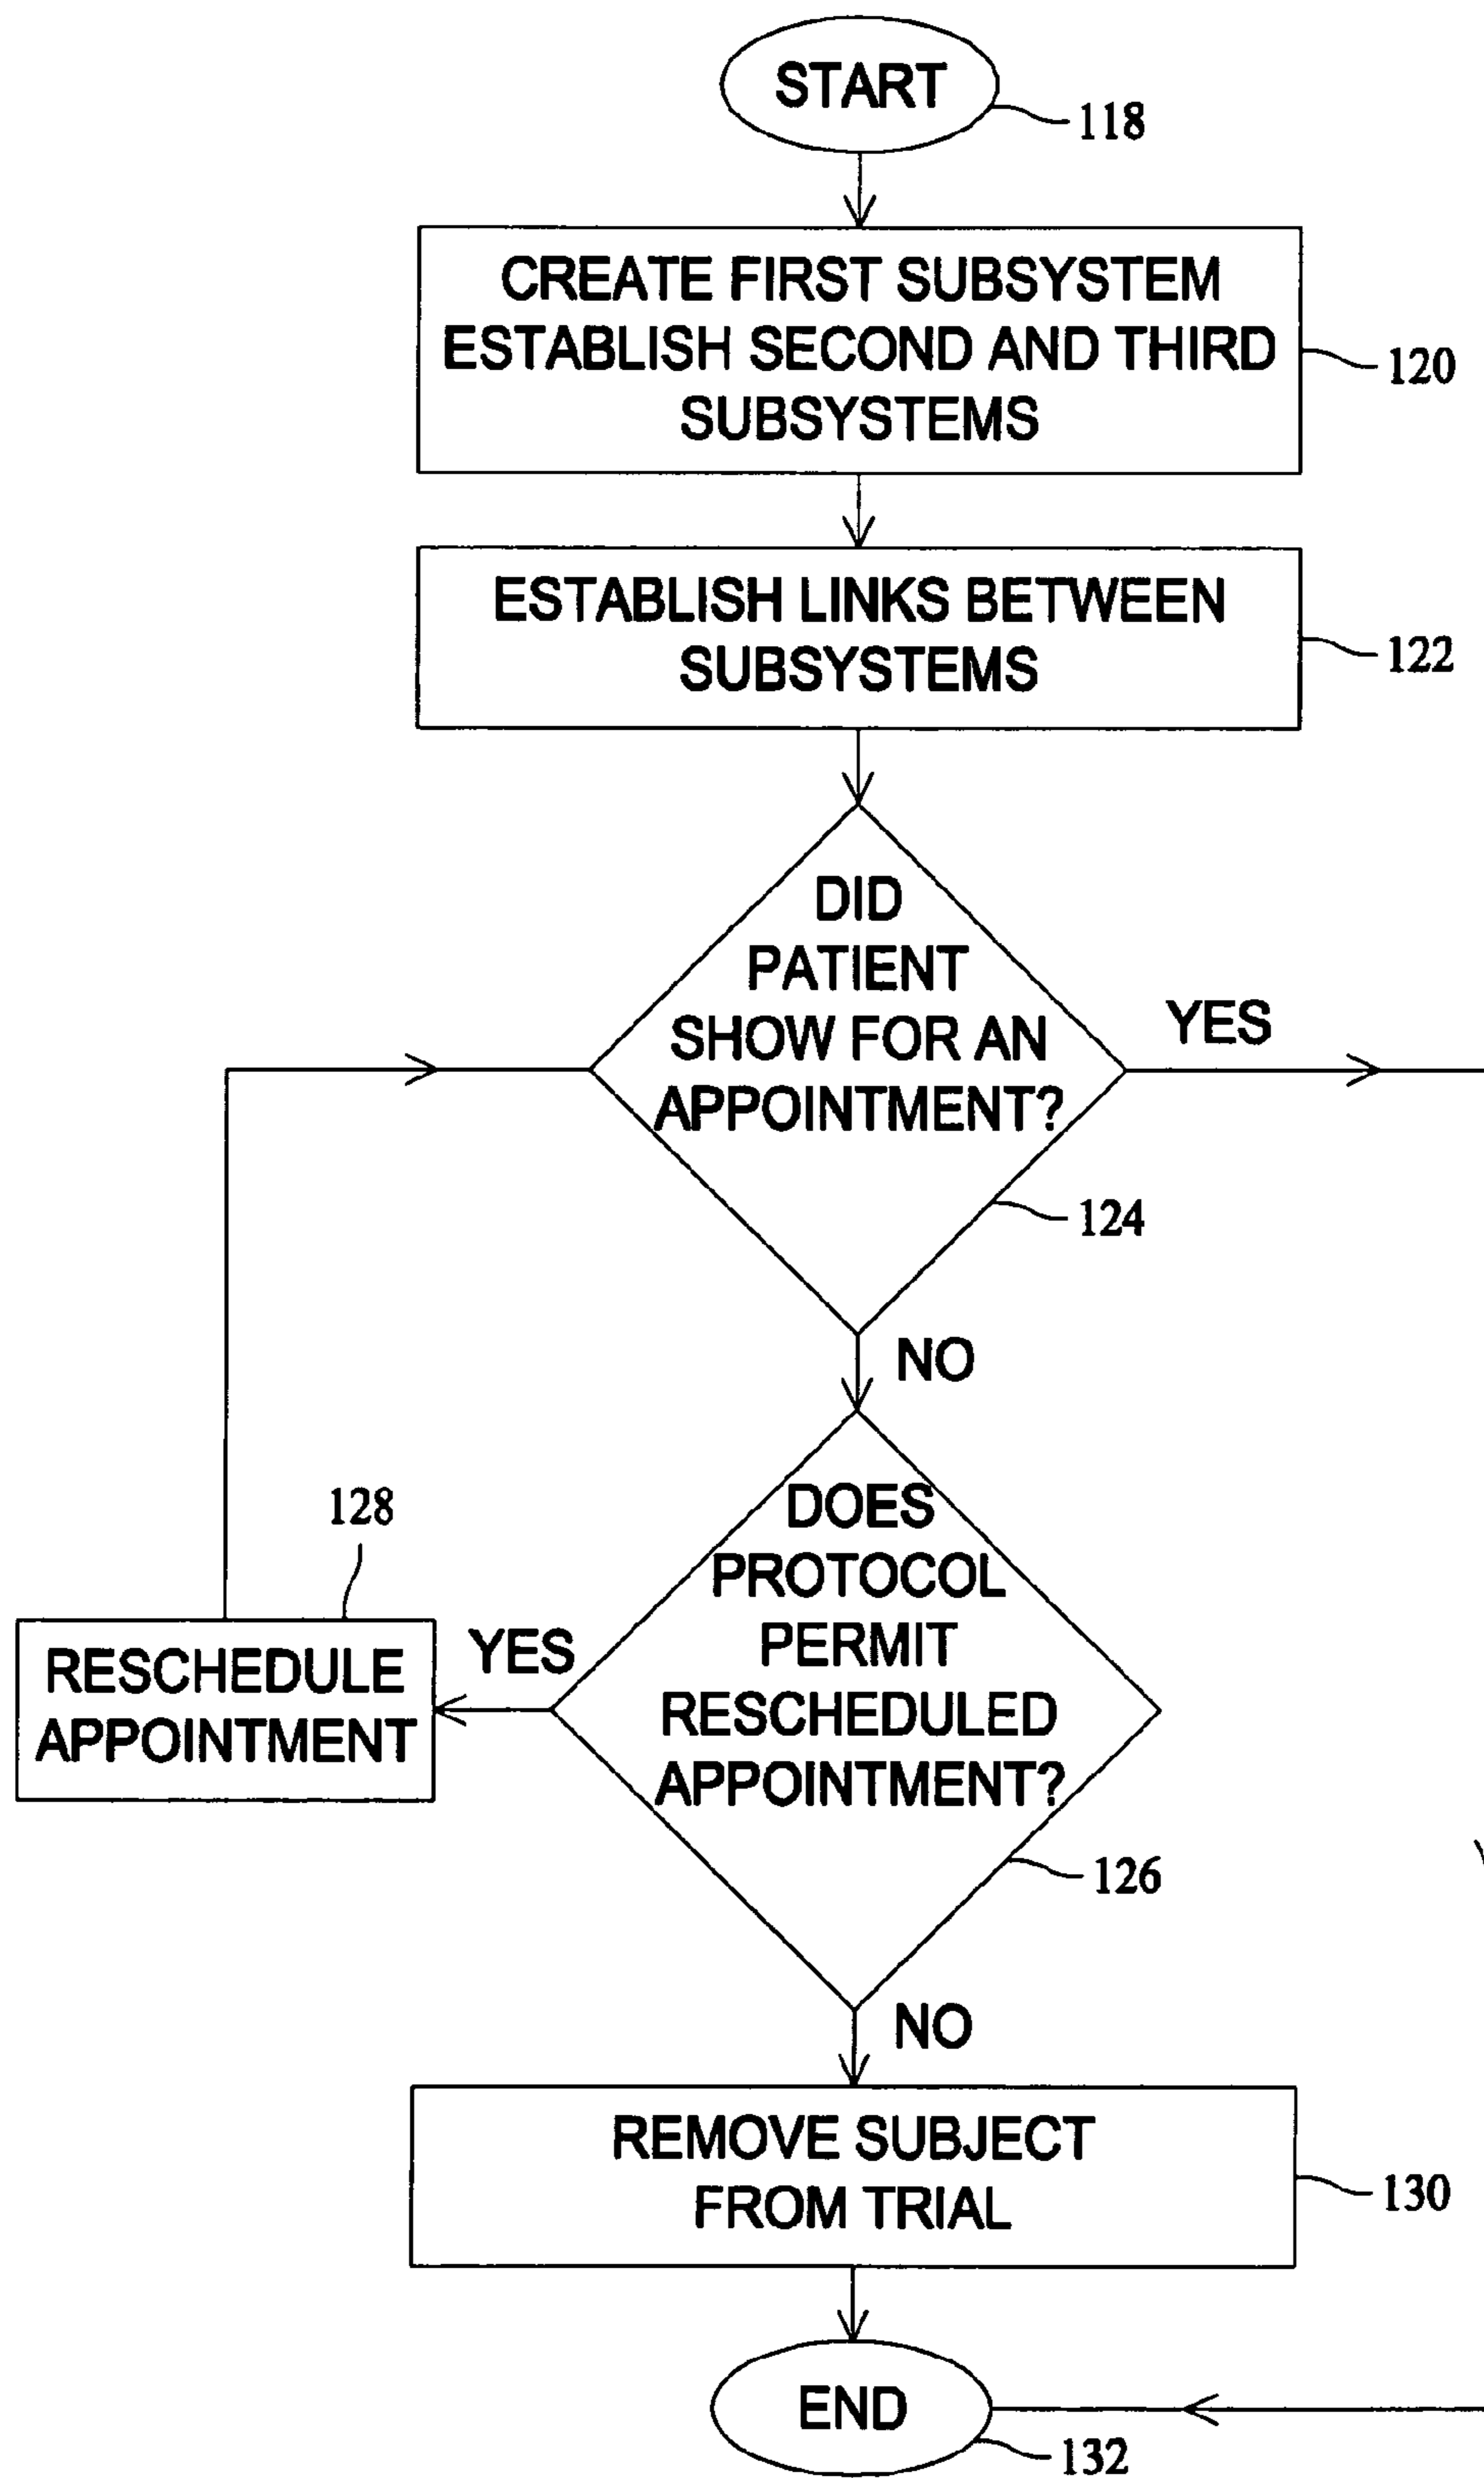 START
118
CREATE FIRST SUBSYSTEM
ESTABLISH SECOND AND THIRD
SUBSYSTEMS
120
ESTABLISH LINKS BETWEEN
SUBSYSTEMS
122
DID
PATIENT
SHOW FOR AN
APPOINTMENT?
YES
124
NO
128
DOES
PROTOCOL
PERMIT
RESCHEDULED
APPOINTMENT?
YES
RESCHEDULE
APPOINTMENT
126
NO
REMOVE SUBJECT
FROM TRIAL
130
END
132